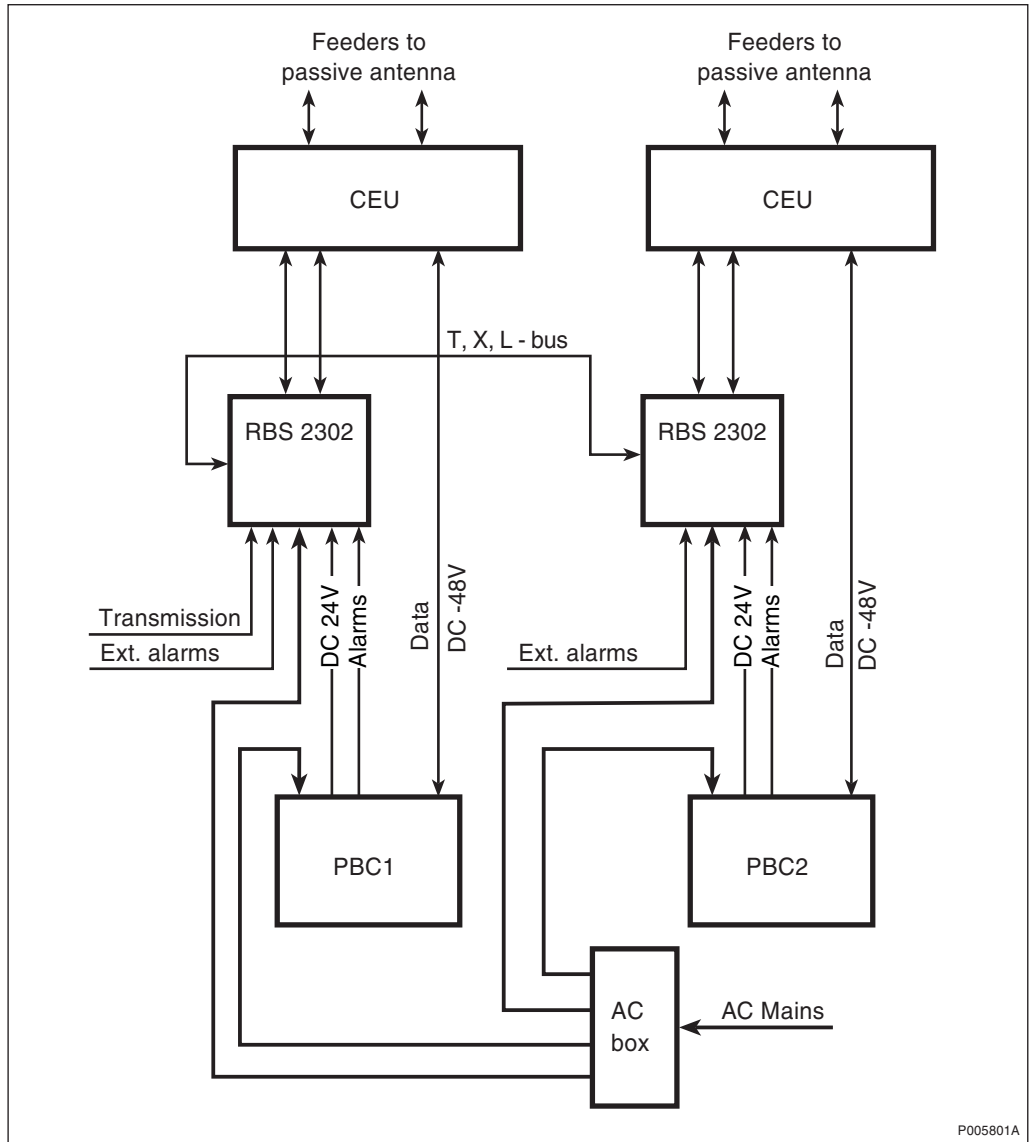 Feeders to
passive antenna
Feeders to
passive antenna
CEU
CEU
T, X, L - bus
RBS 2302
RBS 2302
Transmission
Ext. alarms
DC 24V
Alarms
Data
DC -48V
Ext. alarms
DC 24V
Alarms
Data
DC -48V
PBC1
PBC2
AC
box
AC Mains
P005801A